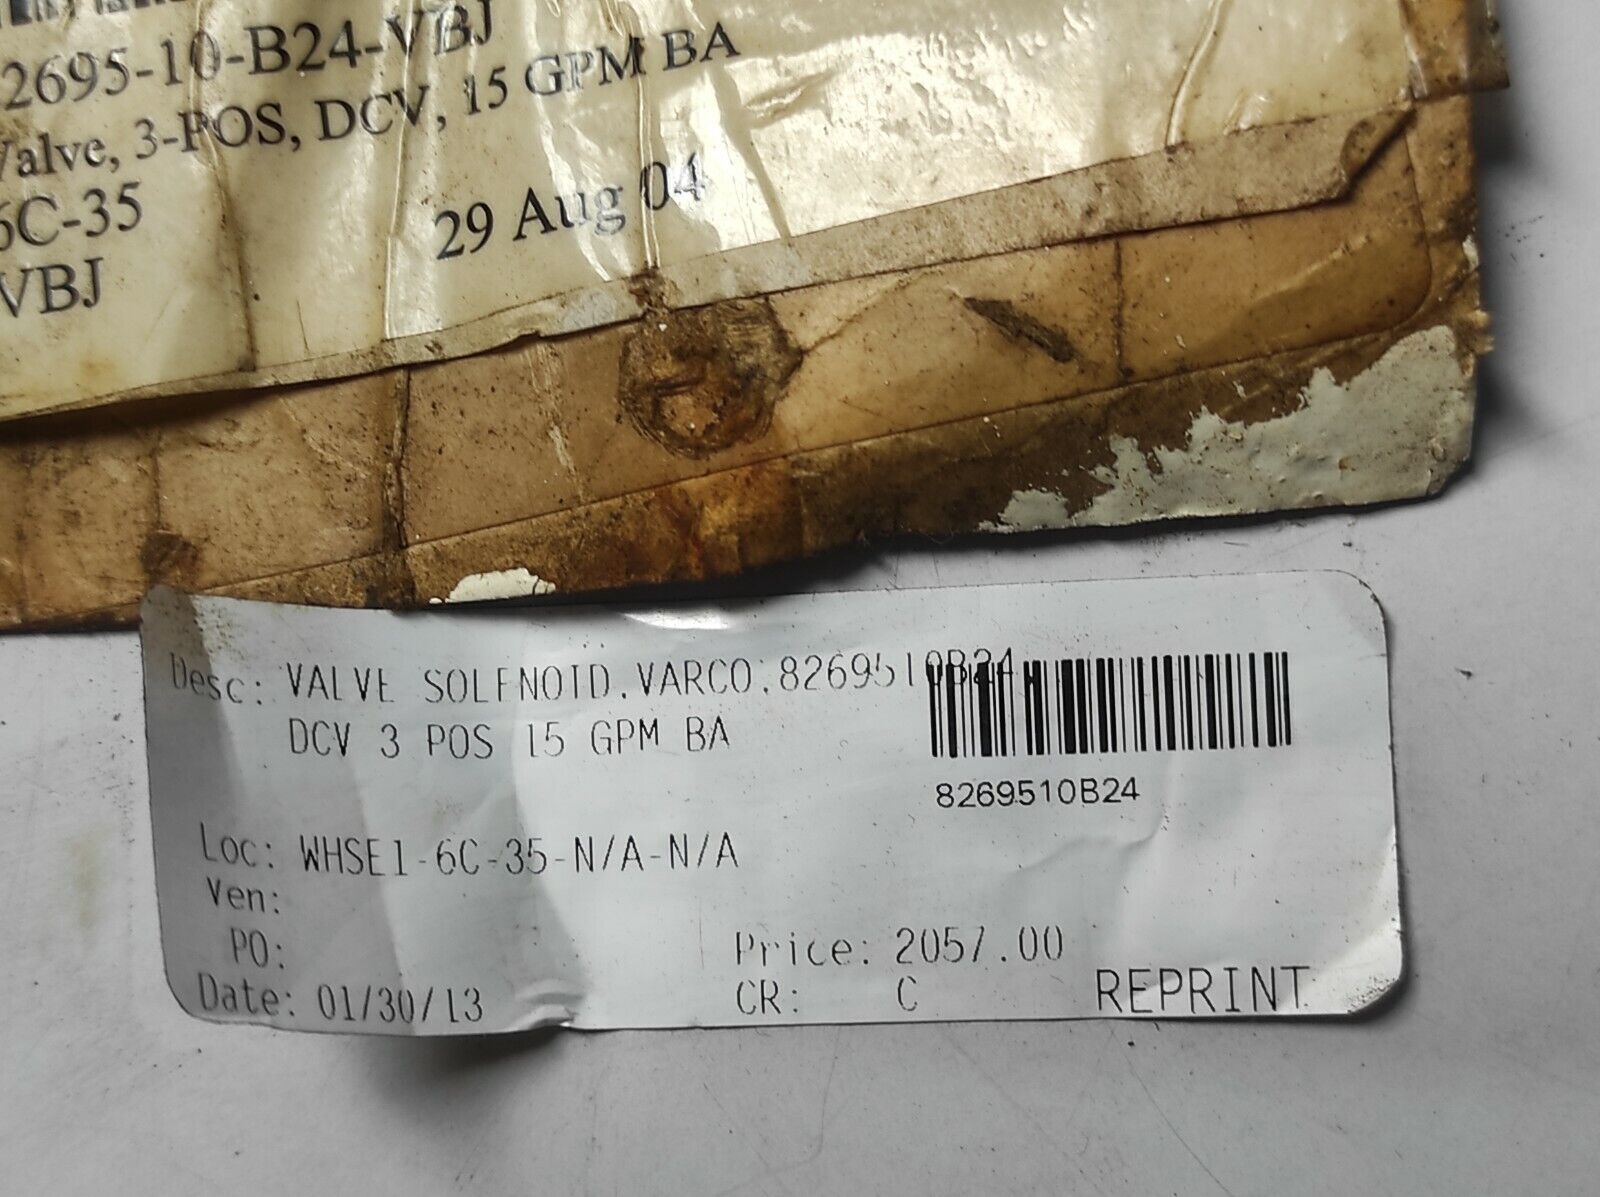 2695-10-B24-VBJ
Valve, 3-POS, DCV, 15 GPM BA
6C-35
29 Aug 04
VBJ
Desc: VALVE SOLENOID,VARCO,8269510B24,
DCV 3 POS 15 GPM BA
8269510B24
Loc: WHSE1-6C-35-N/A-N/A
Ven:
PO:
Price: 2057.00
Date: 01/30/13
CR: C
REPRINT